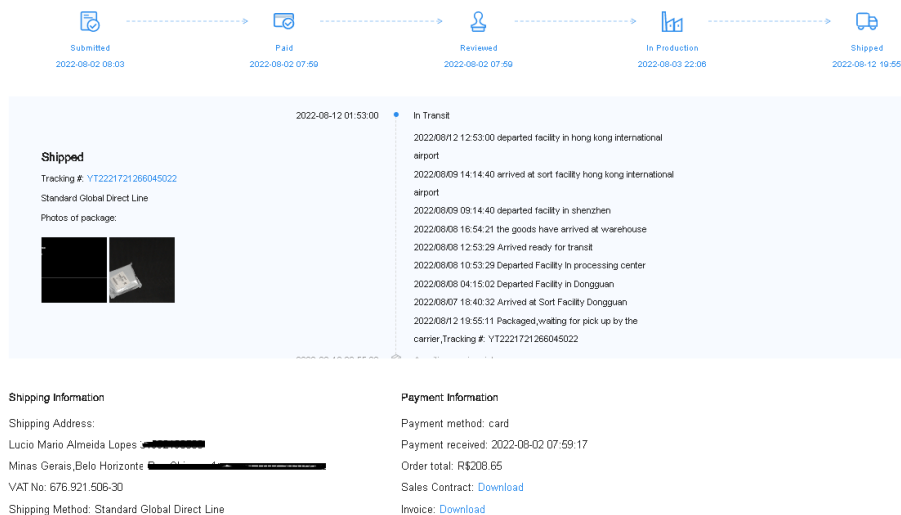 Submitted
2022-08-02 08:03
Paid
2022-08-02 07:59
Reviewed
2022-08-02 07:59
In Production
2022-08-03 22:06
Shipped
2022-08-12 19:55
Shipped
Tracking #: YT2221721266045022
Standard Global Direct Line
Photos of package:
2022-08-12 01:53:00
In Transit
2022/08/12 12:53:00 departed facility in hong kong international
airport
2022/08/09 14:14:40 arrived at sort facility hong kong international
airport
2022/08/09 09:14:40 departed facility in shenzhen
2022/08/08 16:54:21 the goods have arrived at warehouse
2022/08/08 12:53:29 Arrived ready for transit
2022/08/08 10:53:29 Departed Facility In processing center
2022/08/08 04:15:02 Departed Facility in Dongguan
2022/08/07 18:40:32 Arrived at Sort Facility Dongguan
2022/08/12 19:55:11 Packaged,waiting for pick up by the
carrier,Tracking #: YT2221721266045022
Shipping Information
Shipping Address:
Lucio Mario Almeida Lopes
Minas Gerais,Belo Horizonte
VAT No: 676.921.506-30
Shipping Method: Standard Global Direct Line
Payment Information
Payment method: card
Payment received: 2022-08-02 07:59:17
Order total: R$208.65
Sales Contract: Download
Invoice: Download